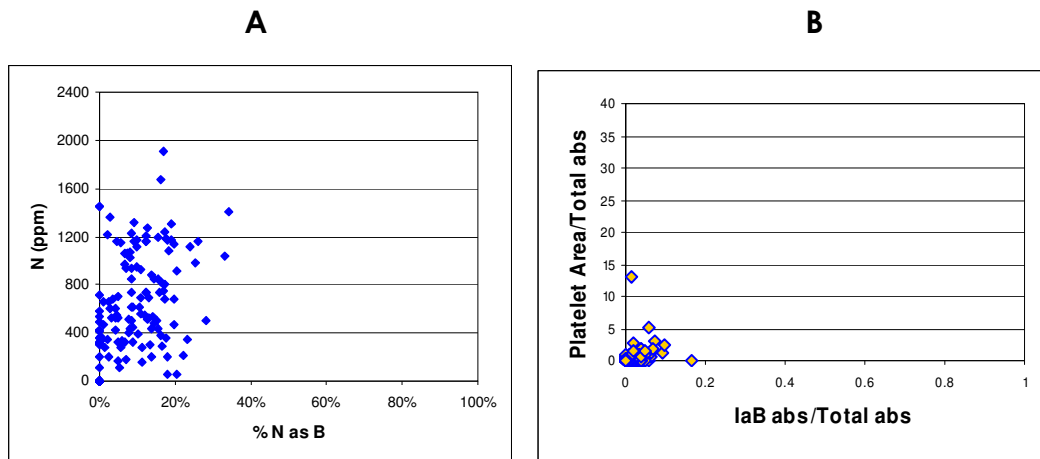 A
B
2400
2000
1600
1200
800
400
0
N (ppm)
0% 20% 40% 60% 80% 100%
% N as B
40
35
30
25
20
15
10
5
0
Platelet Area/Total abs
0 0.2 0.4 0.6 0.8 1
IaB abs/Total abs